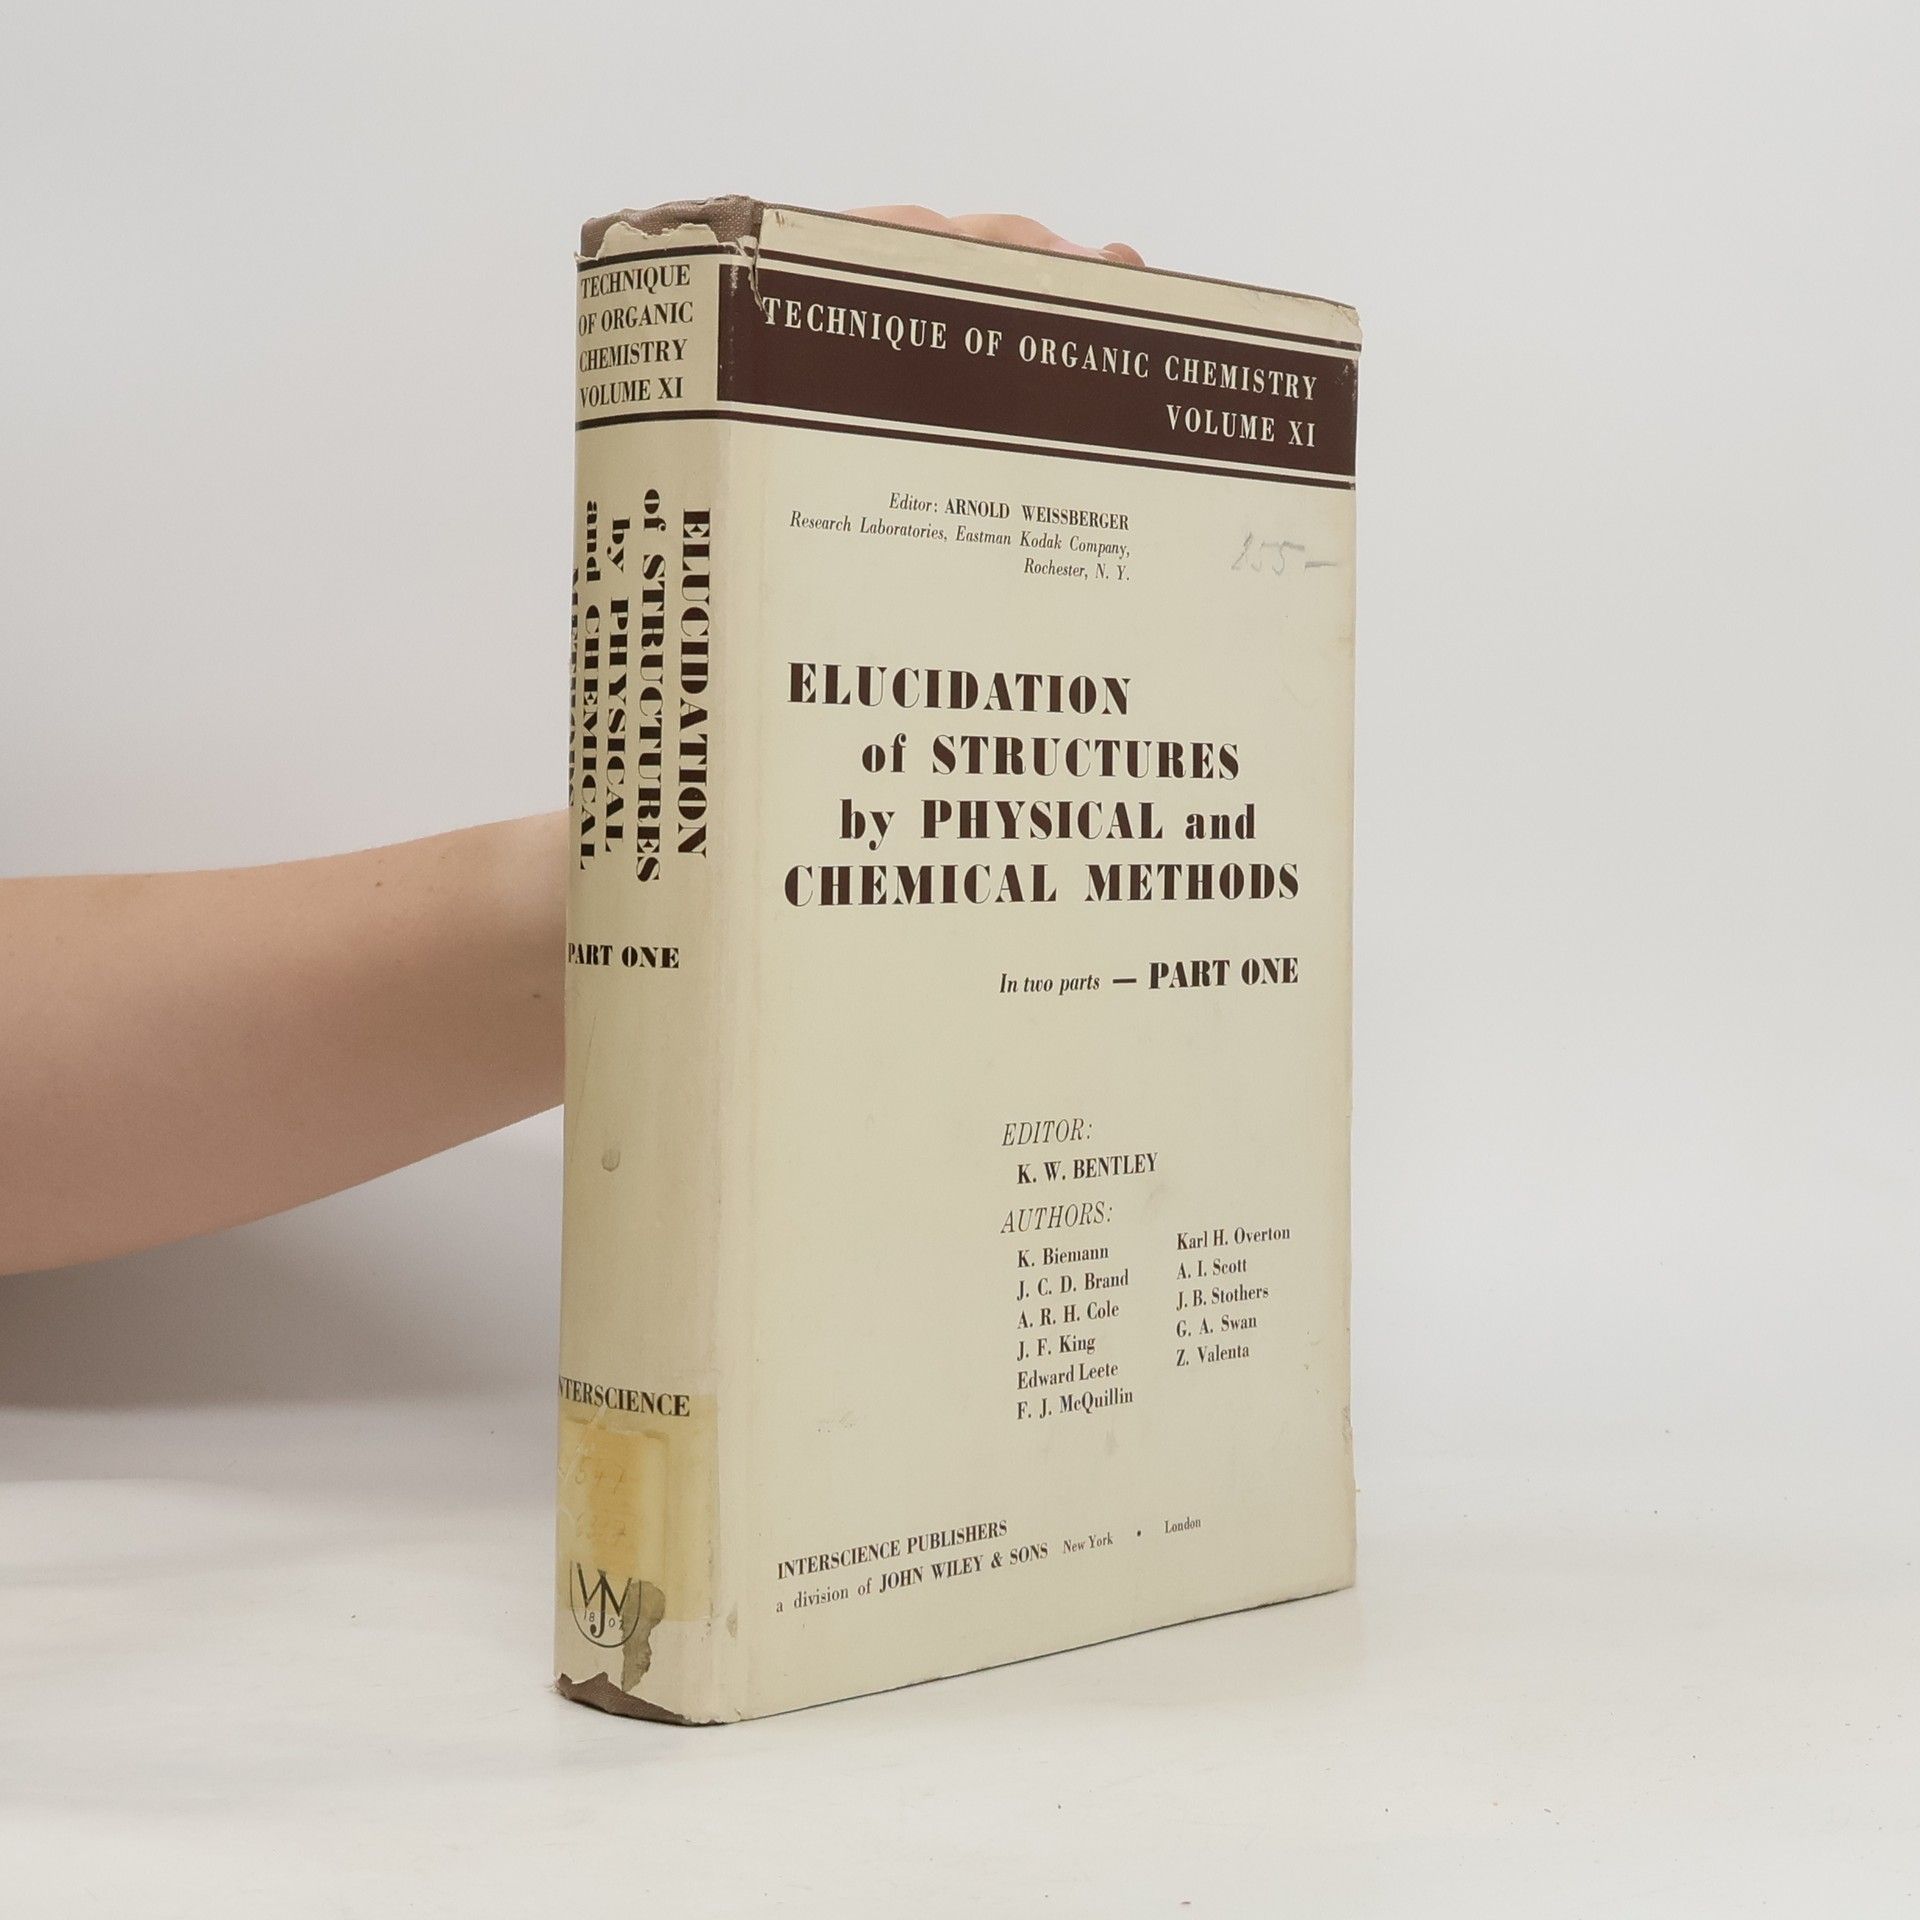 TECHNIQUE
OF ORGANIC
CHEMISTRY
VOLUME XI
ELUCIDATION
of STRUCTURES
by PHYSICAL
and CHEMICAL
METHODS
PART ONE
INTERSCIENCE
1807
TECHNIQUE OF ORGANIC CHEMISTRY
VOLUME XI
Editor: ARNOLD WEISSBERGER
Research Laboratories, Eastman Kodak Company,
Rochester, N. Y.
255-
ELUCIDATION
of STRUCTURES
by PHYSICAL and
CHEMICAL METHODS
In two parts — PART ONE
EDITOR:
K. W. BENTLEY
AUTHORS:
K. Biemann
J. C. D. Brand
A. R. H. Cole
J. F. King
Edward Leete
F. J. McQuillin
Karl H. Overton
A. I. Scott
J. B. Stothers
G. A. Swan
Z. Valenta
INTERSCIENCE PUBLISHERS
a division of JOHN WILEY & SONS New York • London